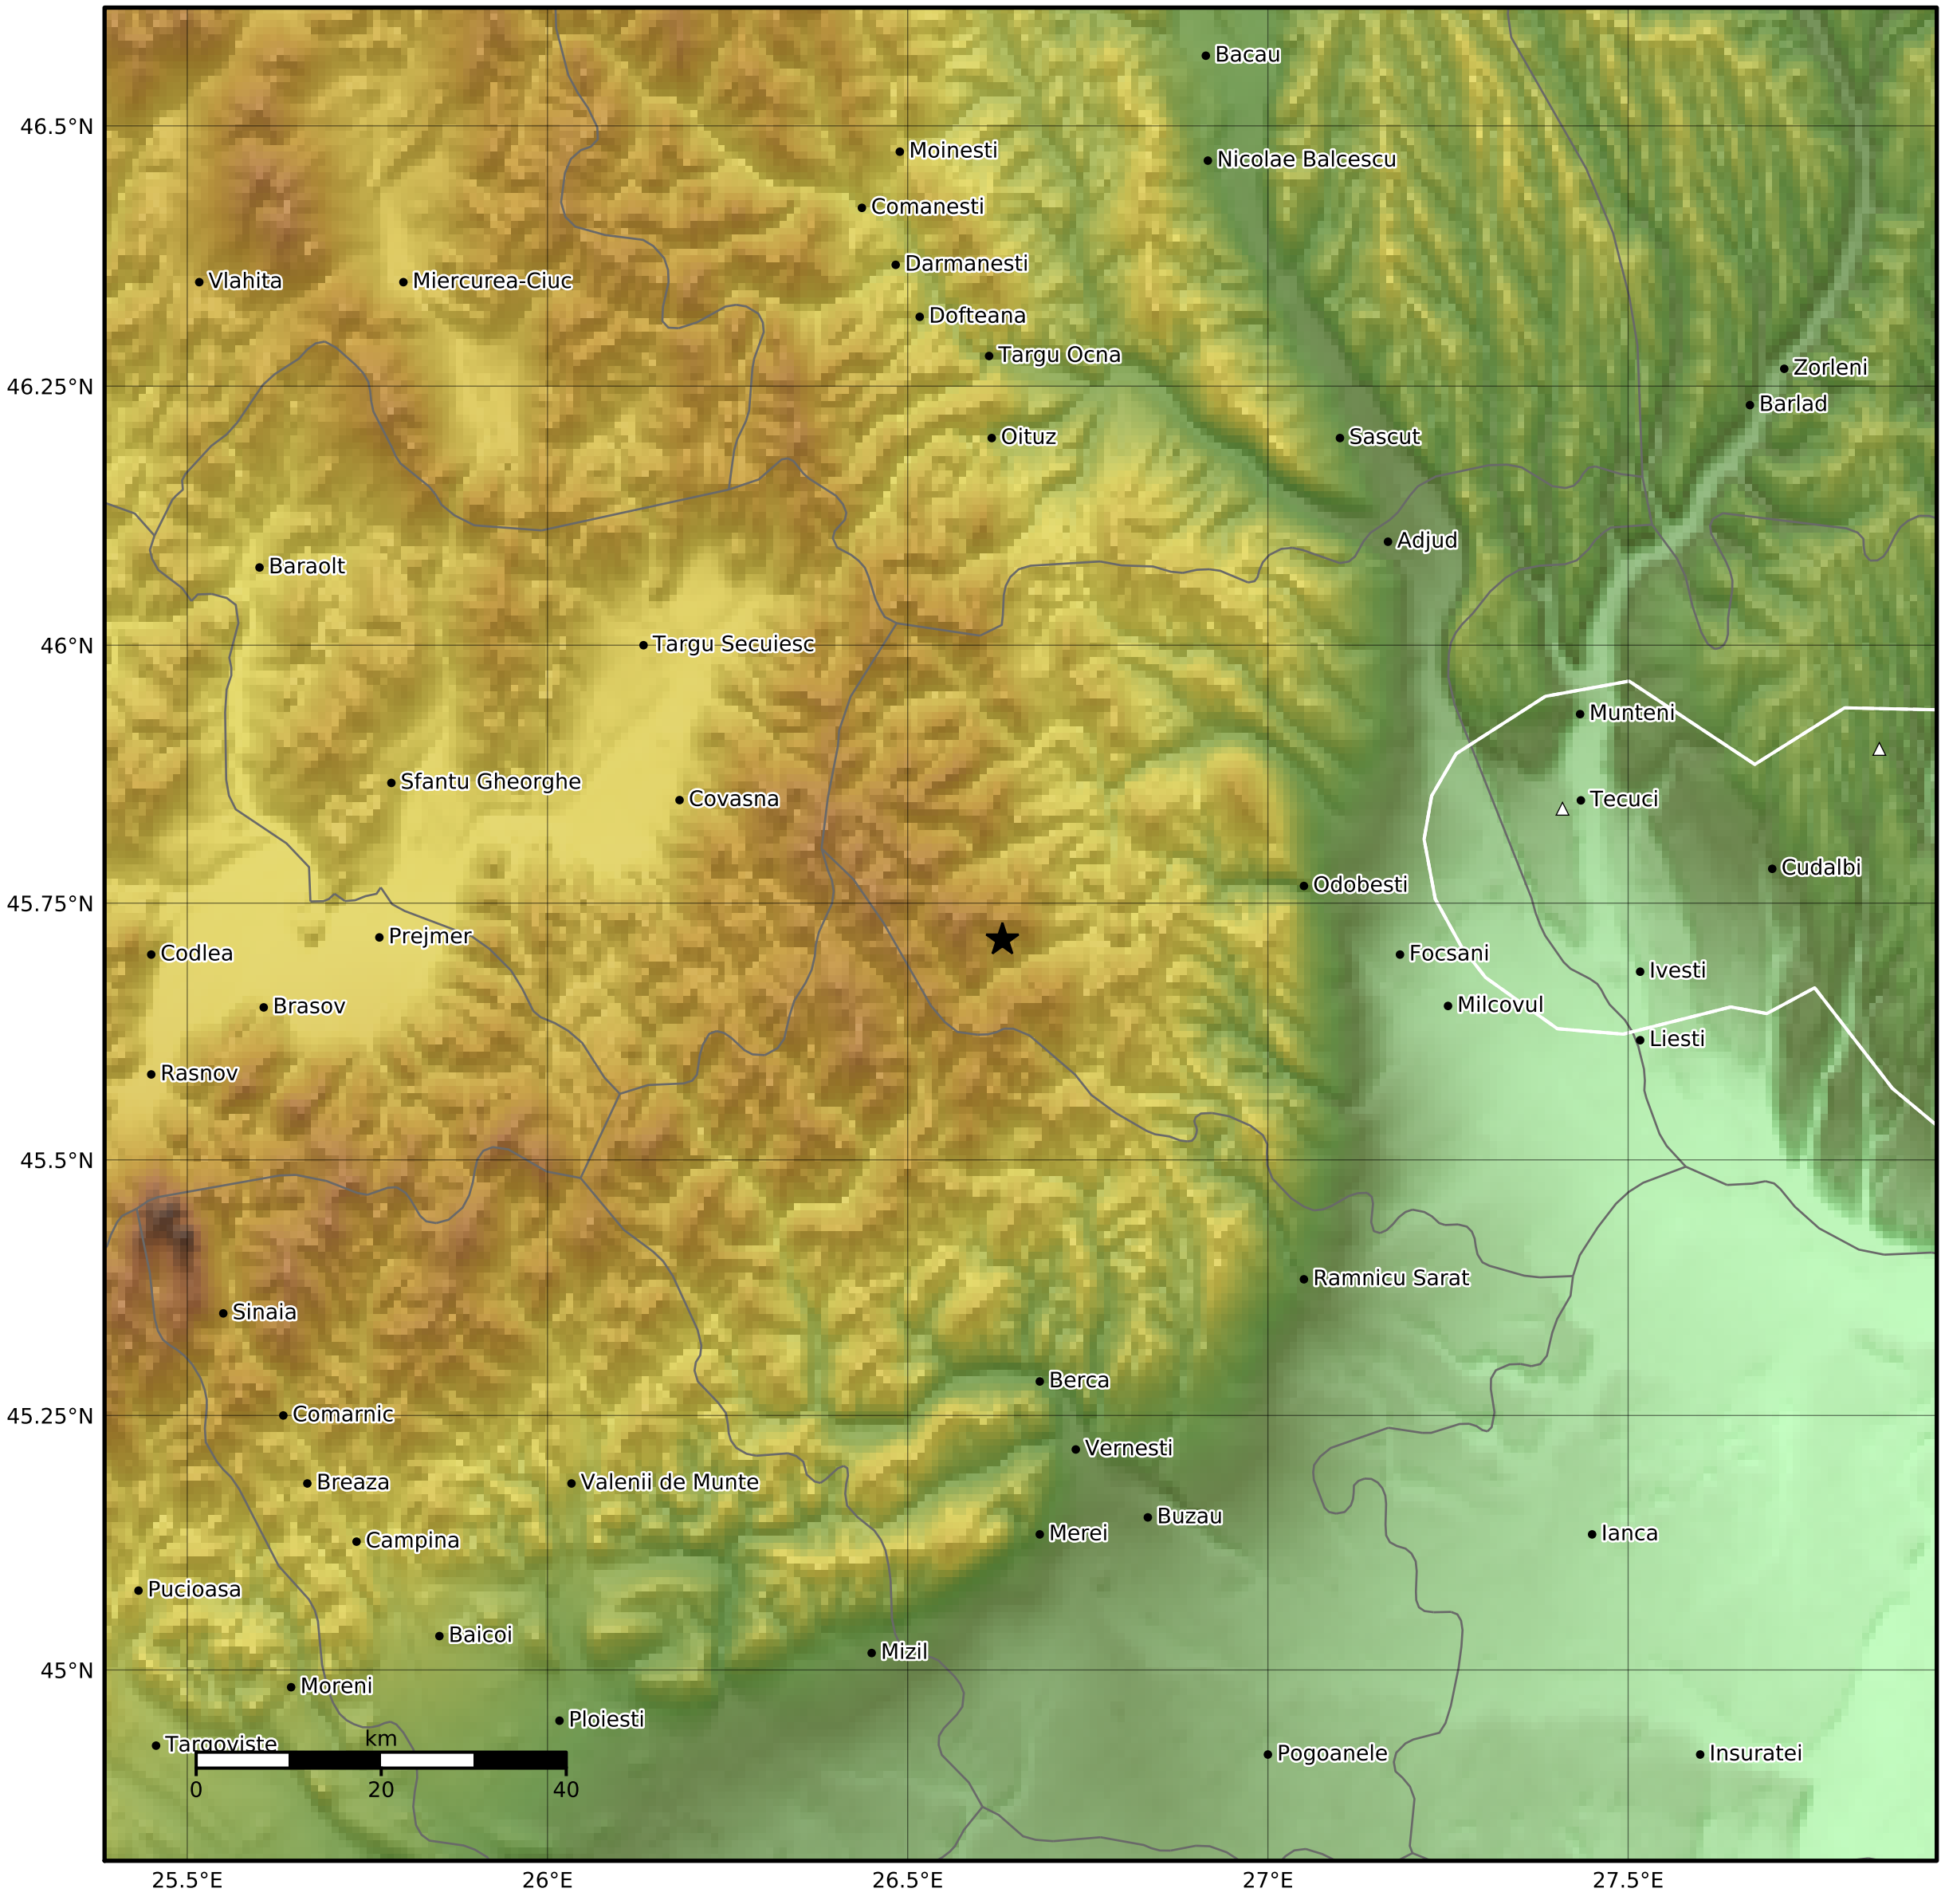 Bacau
46.5°N
Moinesti
Nicolae Balcescu
Comanesti
Darmanesti
Vlahita
Miercurea-Ciuc
Dofteana
Targu Ocna
Zorleni
46.25°N
Barlad
Oituz
Sascut
Adjud
Baraolt
46°N
Targu Secuiesc
Munteni
Sfantu Gheorghe
Covasna
Tecuci
Cudalbi
Odobesti
45.75°N
Prejmer
Codlea
Focsani
Ivesti
Brasov
Milcovul
Liesti
Rasnov
45.5°N
Ramnicu Sarat
Sinaia
Berca
45.25°N
Comarnic
Vernesti
Breaza
Valenii de Munte
Buzau
Merei
Ianca
Campina
Pucioasa
Baicoi
Mizil
45°N
Moreni
Ploiesti
Targoviste
km
Pogoanele
Insuratei
0 20 40
25.5°E 26°E 26.5°E 27°E 27.5°E